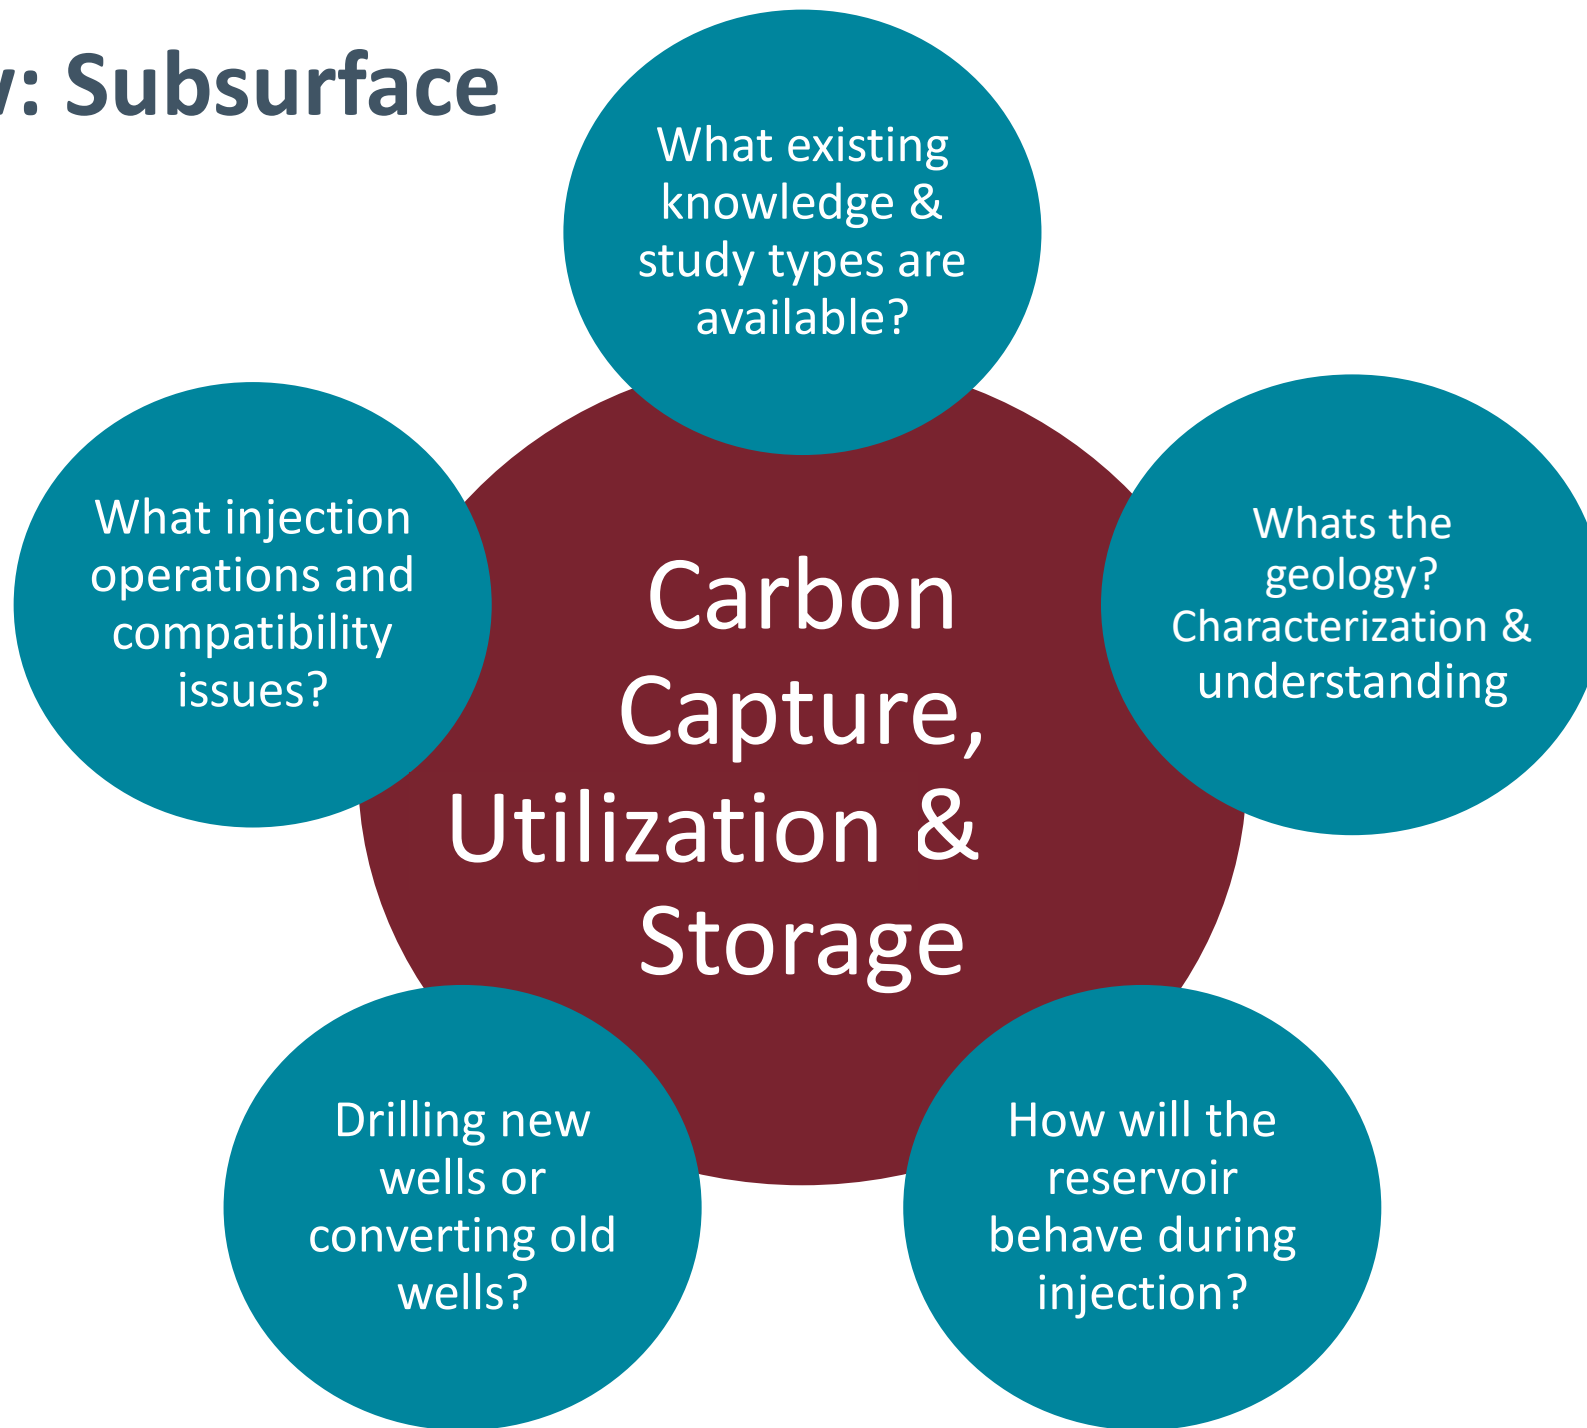 : Subsurface
What existing
knowledge &
study types are
available?
Whats the
geology?
Characterization &
understanding
How will the
reservoir
behave during
injection?
Drilling new
wells or
converting old
wells?
What injection
operations and
compatibility
issues?
Carbon
Capture,
Utilization &
Storage